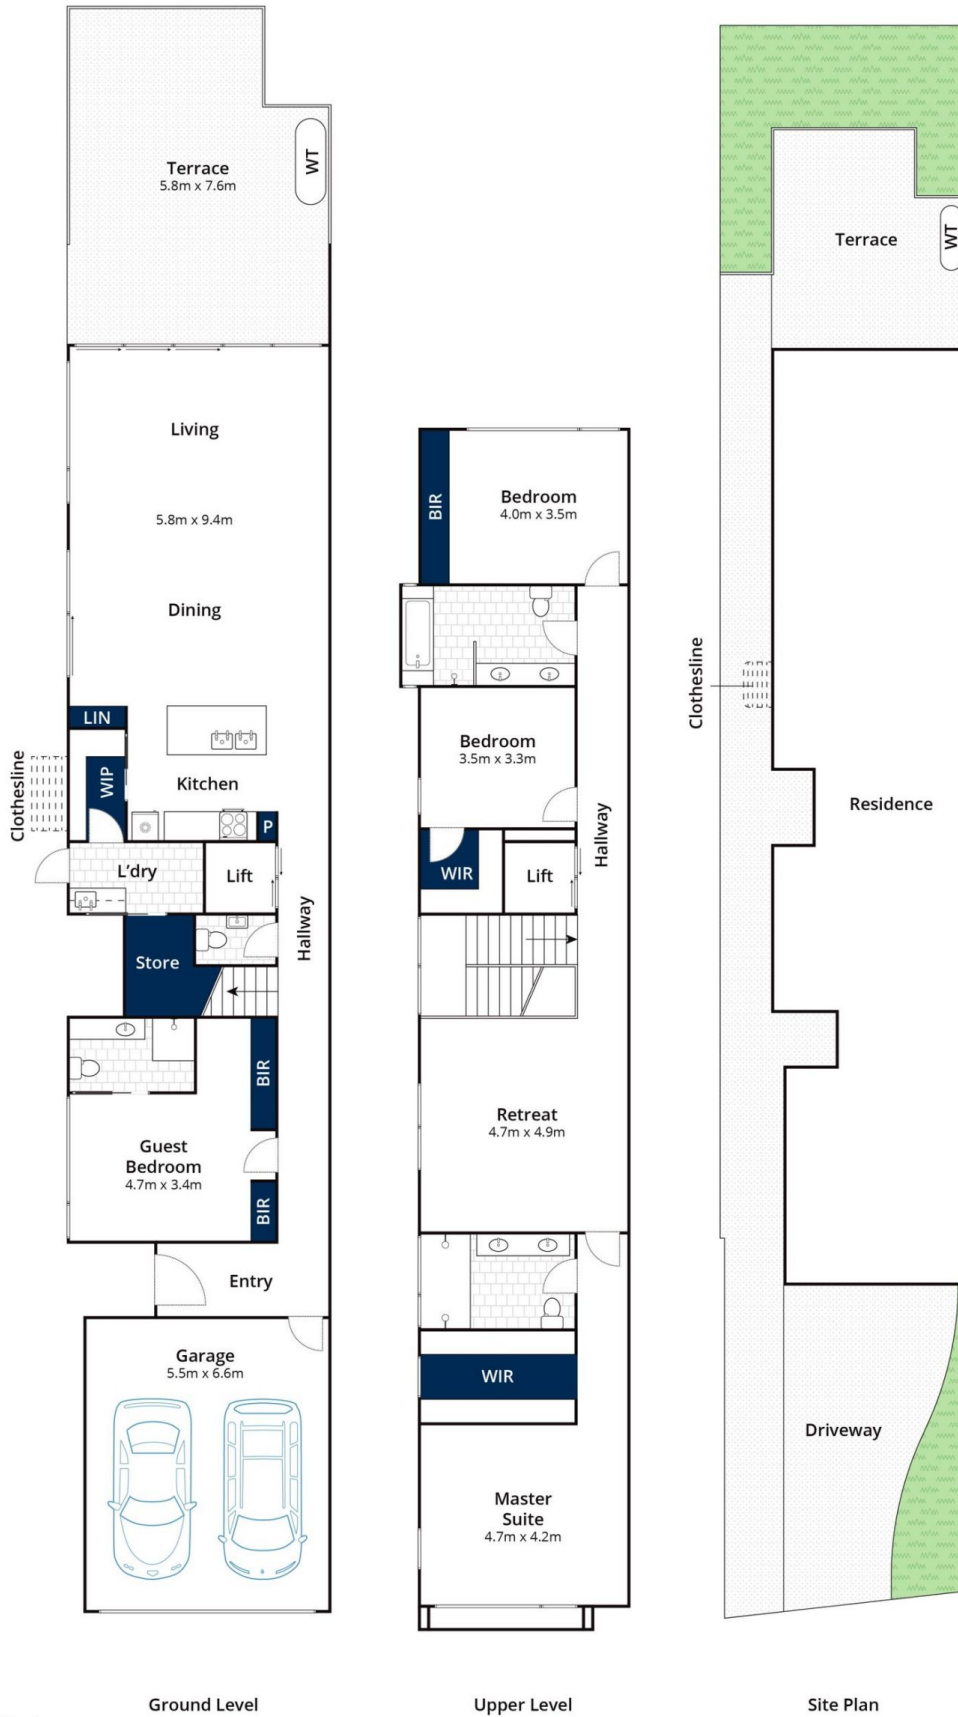 Terrace
5.8m x 7.6m
WT
Living
5.8m x 9.4m
Dining
LIN
WIP
Kitchen
P
Clothesline
L'dry
Lift
Hallway
Store
BIR
Guest
Bedroom
4.7m x 3.4m
BIR
Entry
Garage
5.5m x 6.6m
Ground Level
BIR
Bedroom
4.0m x 3.5m
Bedroom
3.5m x 3.3m
Hallway
WIR
Lift
Retreat
4.7m x 4.9m
WIR
Master
Suite
4.7m x 4.2m
Upper Level
Terrace
WT
Clothesline
Residence
Driveway
Site Plan